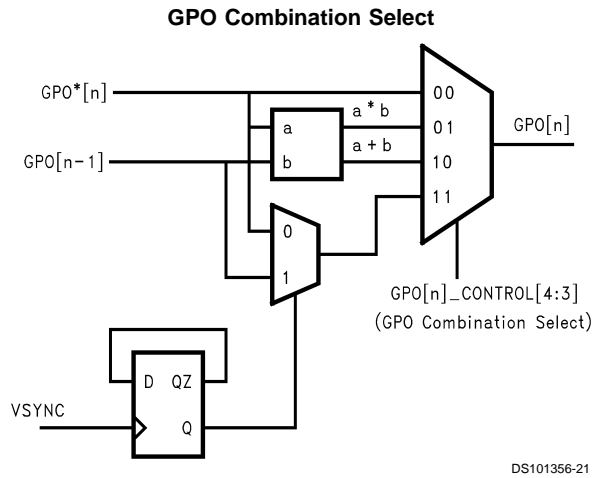 GPO Combination Select
GPO*[n]
00
a * b
a
01
GPO[n]
a + b
GPO[n-1]
b
10
11
0
1
GPO[n]_CONTROL[4:3]
(GPO Combination Select)
D QZ
VSYNC
Q
DS101356-21